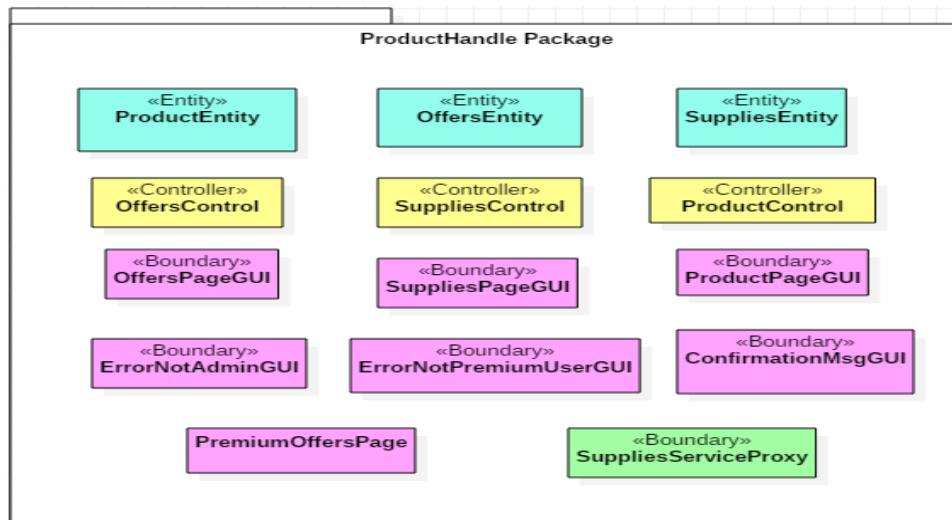 ProductHandle Package
«Entity»
ProductEntity
«Entity»
OffersEntity
«Entity»
SuppliesEntity
«Controller»
OffersControl
«Controller»
SuppliesControl
«Controller»
ProductControl
«Boundary»
OffersPageGUI
«Boundary»
SuppliesPageGUI
«Boundary»
ProductPageGUI
«Boundary»
ErrorNotAdminGUI
«Boundary»
ErrorNotPremiumUserGUI
«Boundary»
ConfirmationMsgGUI
PremiumOffersPage
«Boundary»
SuppliesServiceProxy